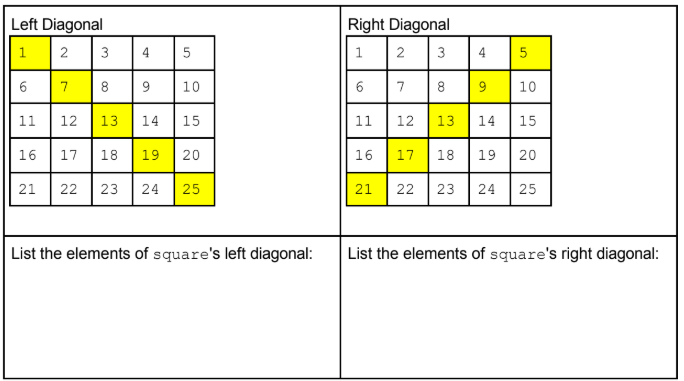 Left Diagonal
1 2 3 4 5
6 7 8 9 10
11 12 13 14 15
16 17 18 19 20
21 22 23 24 25
Right Diagonal
1 2 3 4 5
6 7 8 9 10
11 12 13 14 15
16 17 18 19 20
21 22 23 24 25
List the elements of square's left diagonal:
List the elements of square's right diagonal: